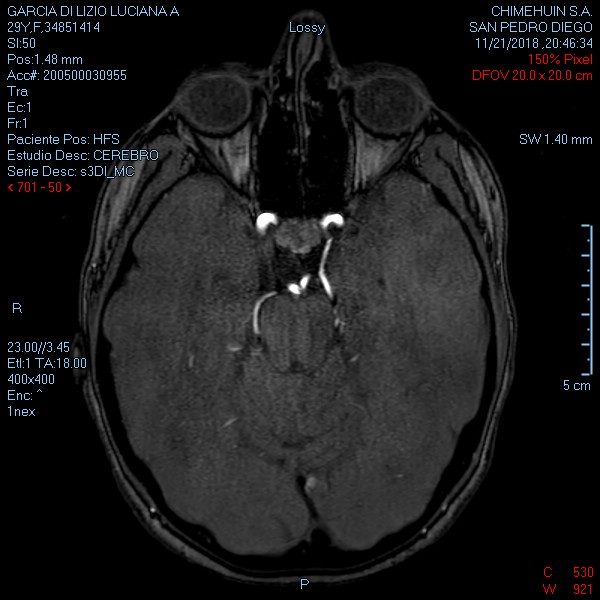 GARCIA DI LIZIO LUCIANA A
29Y,F,34851414
Sl:50
Pos:1.48 mm
Acc#: 200500030955
Tra
Ec:1
Fr:1
Paciente Pos: HFS
Estudio Desc: CEREBRO
Serie Desc: s3DI_MC
< 701 - 50 >
Lossy
CHIMEHUIN S.A.
SAN PEDRO DIEGO
11/21/2018 ,20:46:34
150% Pixel
DFOV 20.0 x 20.0 cm
SW 1.40 mm
R
23.00//3.45
Etl:1 TA:18.00
400x400
Enc: ^
1nex
5 cm
P
C 530
W 921